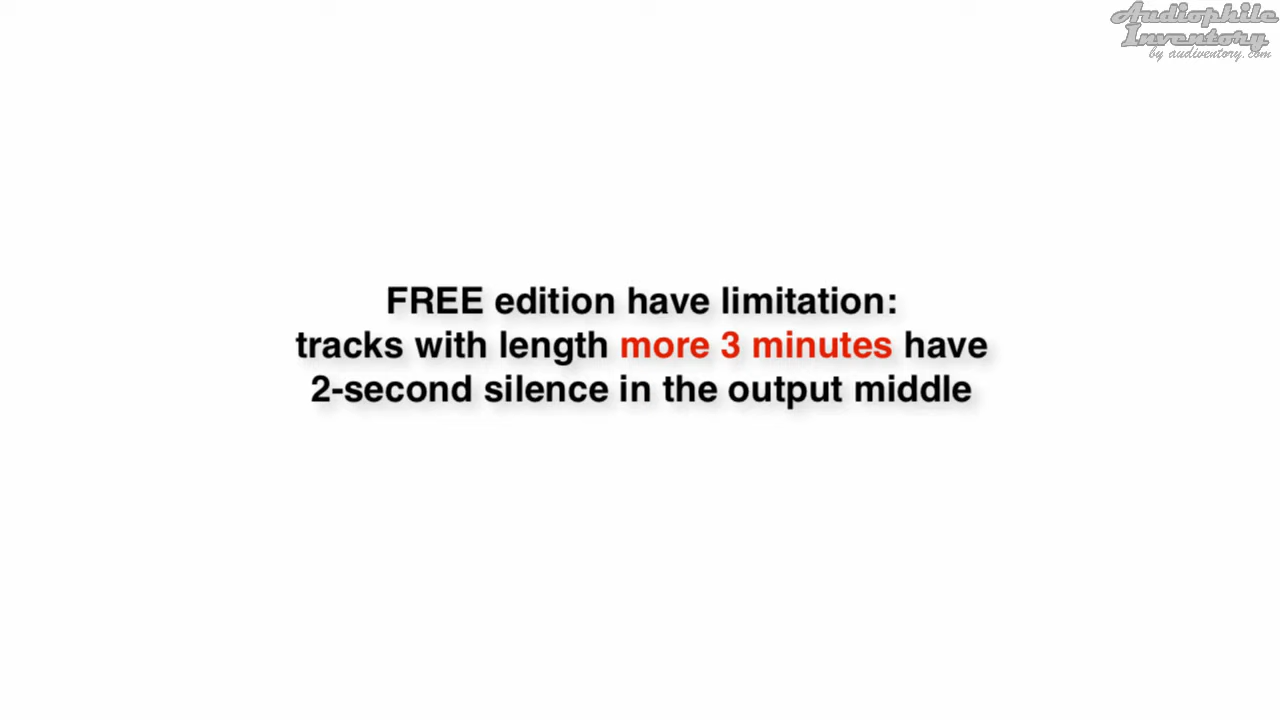 Audiophile
Inventory
by audiventory.com
FREE edition have limitation:
tracks with length more 3 minutes have
2-second silence in the output middle